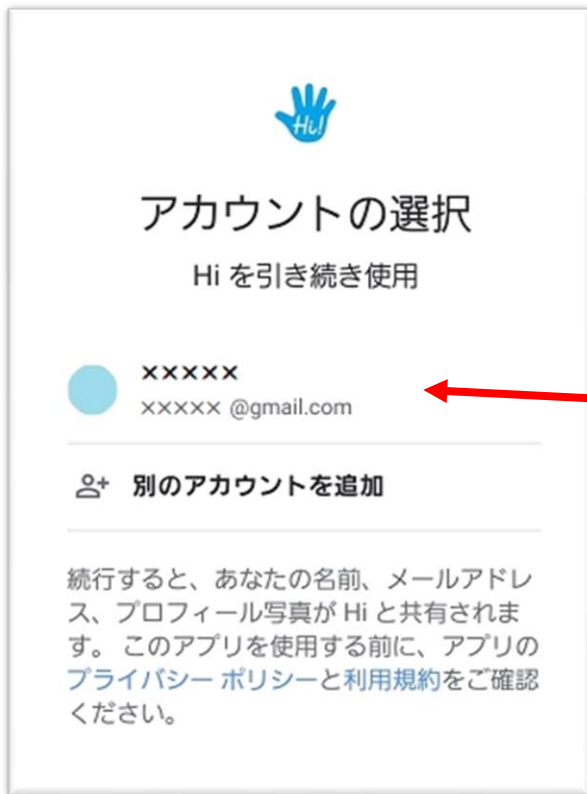 Hi!
アカウントの選択
Hi を引き続き使用
×××××
××××× @gmail.com
別のアカウントを追加
続行すると、あなたの名前、メールアドレ
ス、プロフィール写真が Hi と共有されま
す。 このアプリを使用する前に、アプリの
プライバシー ポリシーと利用規約をご確認
ください。